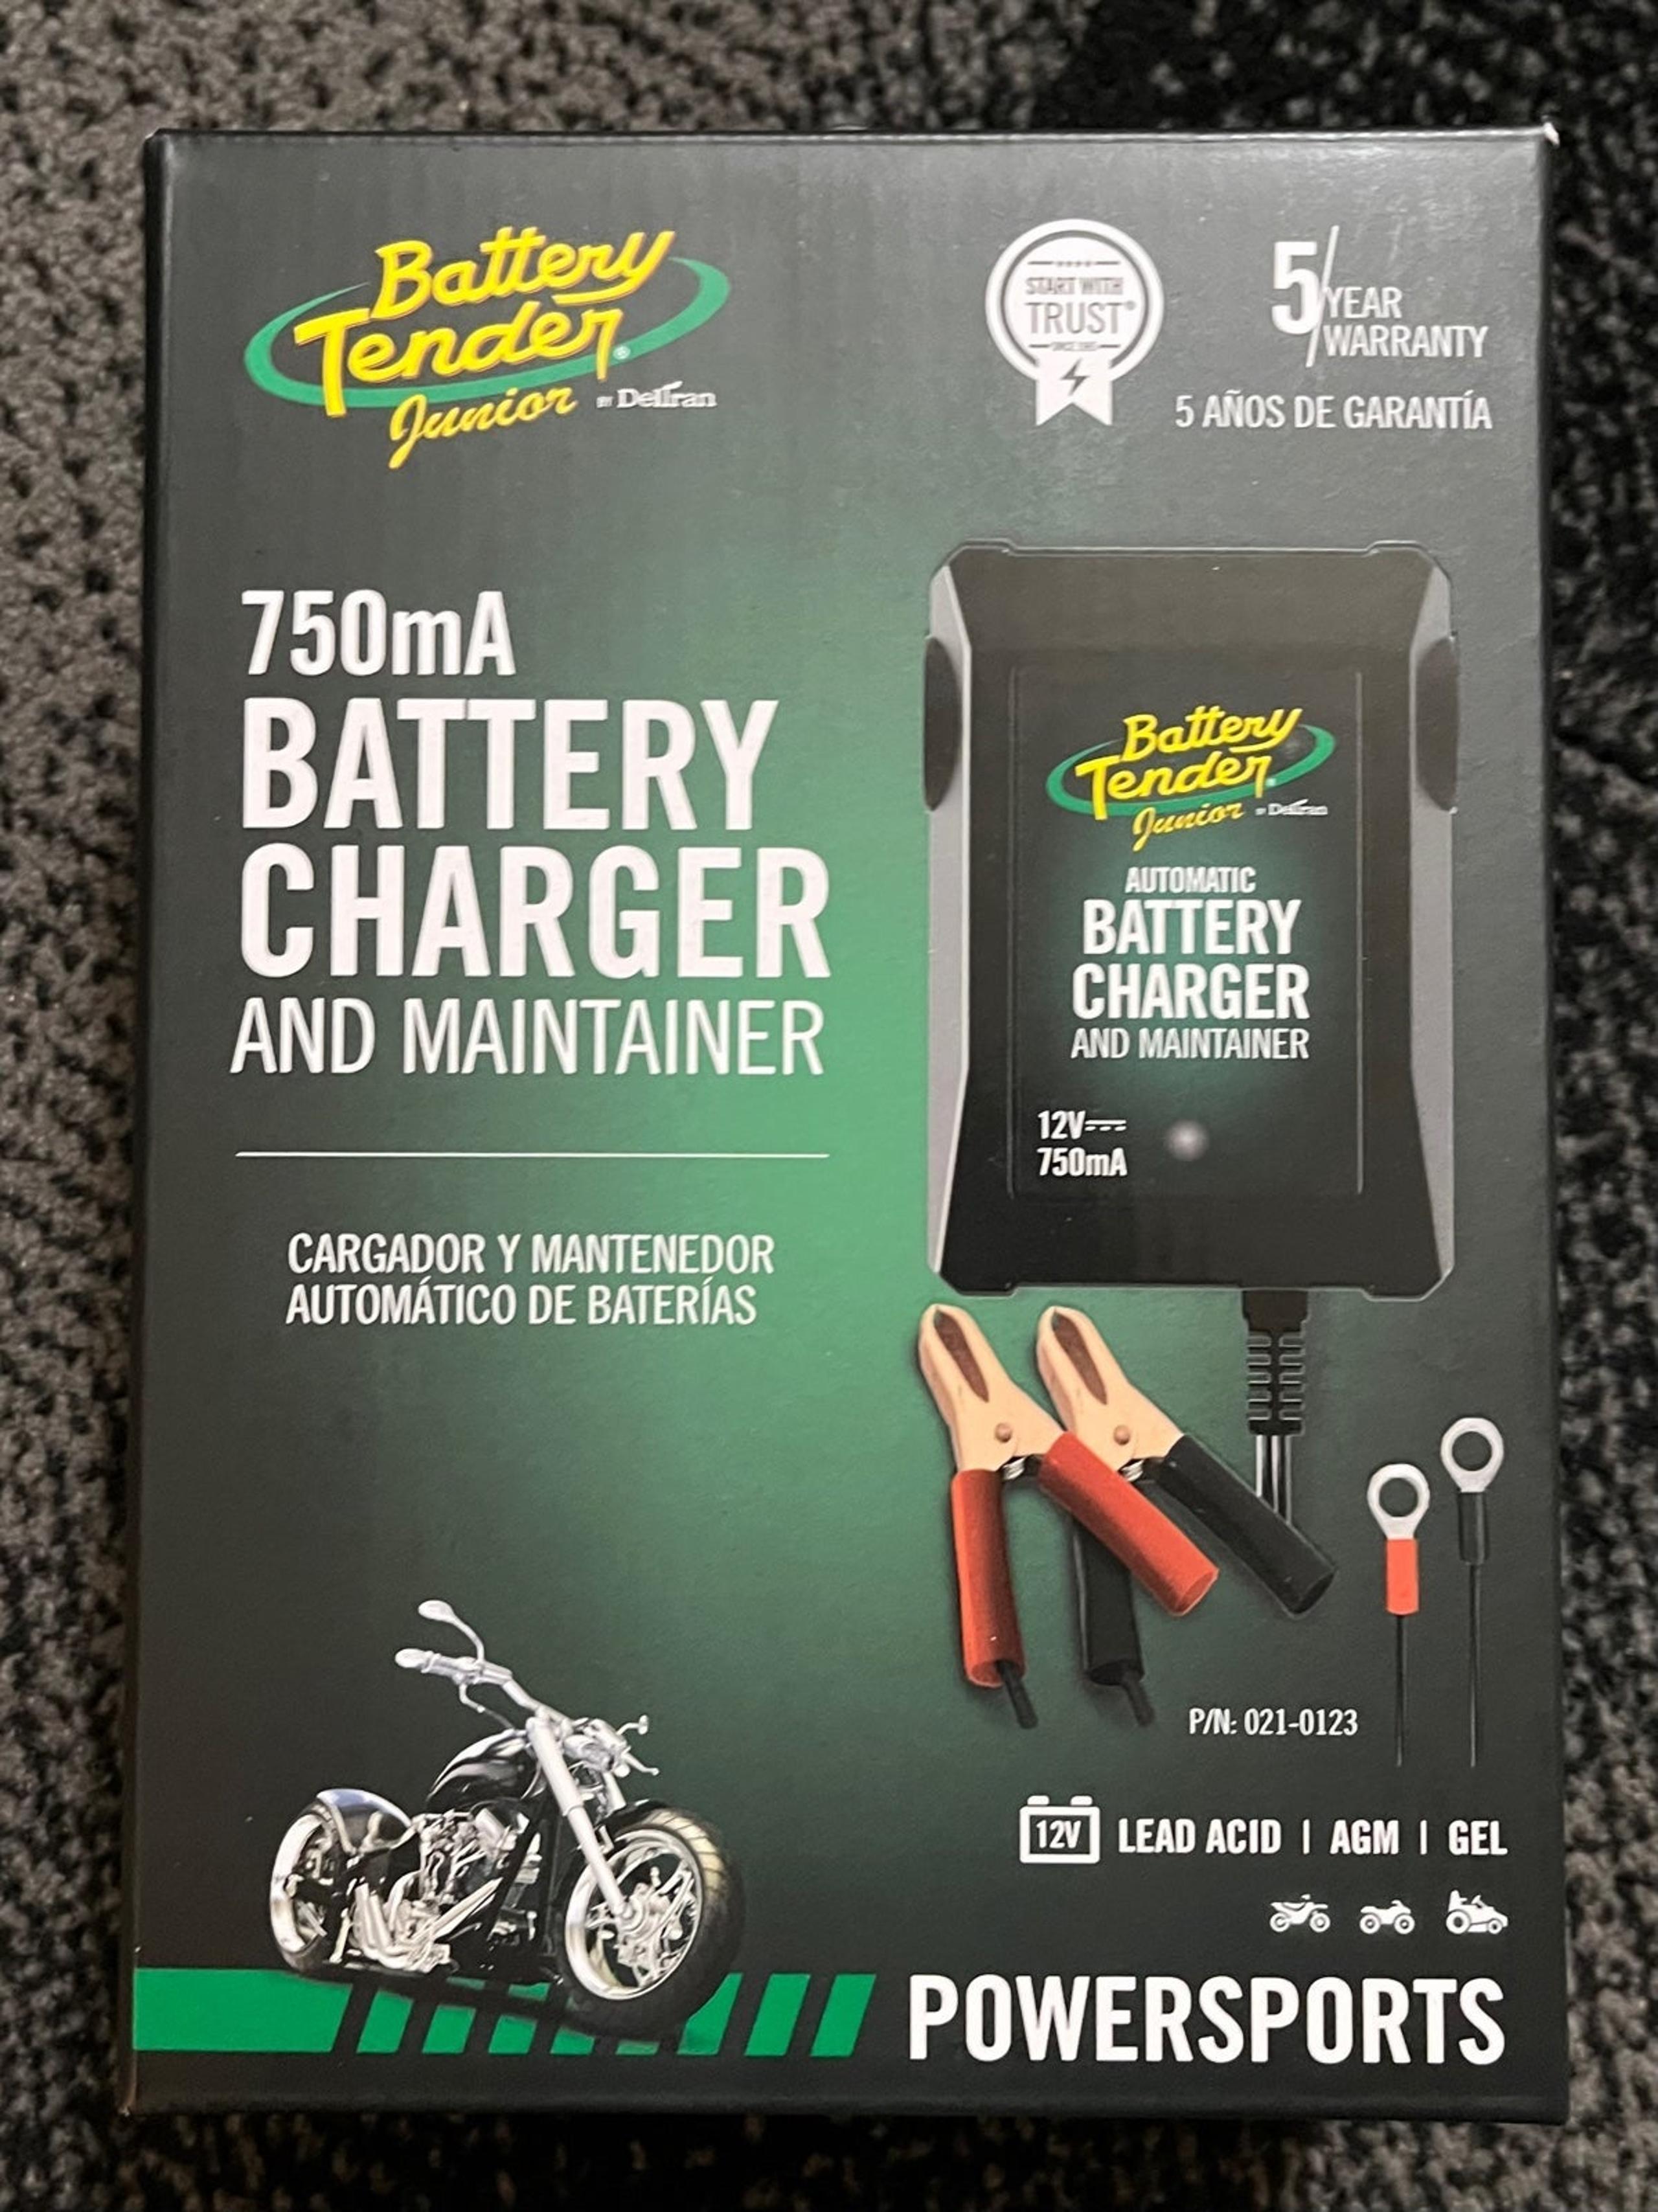 Battery
Tender®
Junior BY Deltran
START WITH
TRUST®
5 YEAR
WARRANTY
5 AÑOS DE GARANTÍA
750mA
BATTERY
CHARGER
AND MAINTAINER
CARGADOR Y MANTENEDOR
AUTOMÁTICO DE BATERÍAS
Battery
Tender
Junior BY Deltran
AUTOMATIC
BATTERY
CHARGER
AND MAINTAINER
12V
750mA
P/N: 021-0123
12V LEAD ACID | AGM | GEL
POWERSPORTS